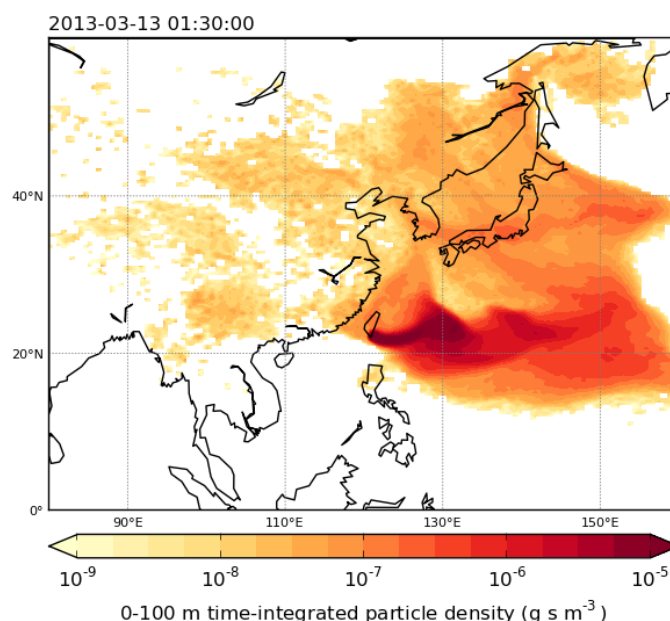 2013-03-13 01:30:00
40°N
20°N
0°
90°E 110°E 130°E 150°E
10⁻⁹ 10⁻⁸ 10⁻⁷ 10⁻⁶ 10⁻⁵
0-100 m time-integrated particle density (g s m⁻³)